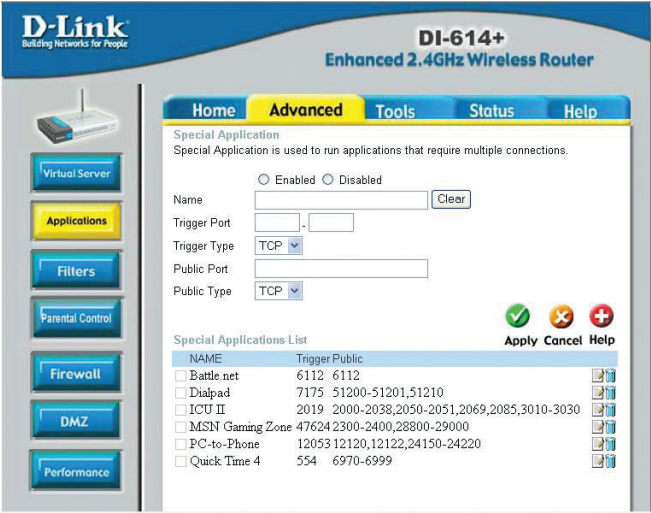 D-Link
Building Networks for People
DI-614+
Enhanced 2.4GHz Wireless Router
Home Advanced Tools Status Help
Virtual Server
Applications
Filters
Parental Control
Firewall
DMZ
Performance
Special Application
Special Application is used to run applications that require multiple connections.
Enabled Disabled
Name Clear
Trigger Port -
Trigger Type TCP
Public Port
Public Type TCP
Apply Cancel Help
Special Applications List
NAME Trigger Public
Battle.net 6112 6112
Dialpad 7175 51200-51201,51210
ICU II 2019 2000-2038,2050-2051,2069,2085,3010-3030
MSN Gaming Zone 47624 2300-2400,28800-29000
PC-to-Phone 12053 12120,12122,24150-24220
Quick Time 4 554 6970-6999